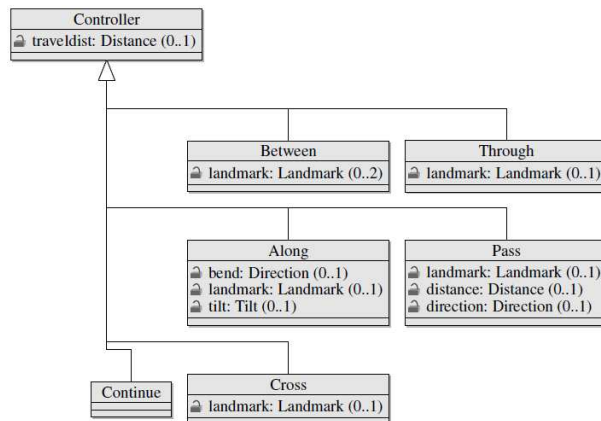 Controller
traveldist: Distance (0..1)
Between
landmark: Landmark (0..2)
Through
landmark: Landmark (0..1)
Along
bend: Direction (0..1)
landmark: Landmark (0..1)
tilt: Tilt (0..1)
Pass
landmark: Landmark (0..1)
distance: Distance (0..1)
direction: Direction (0..1)
Continue
Cross
landmark: Landmark (0..1)